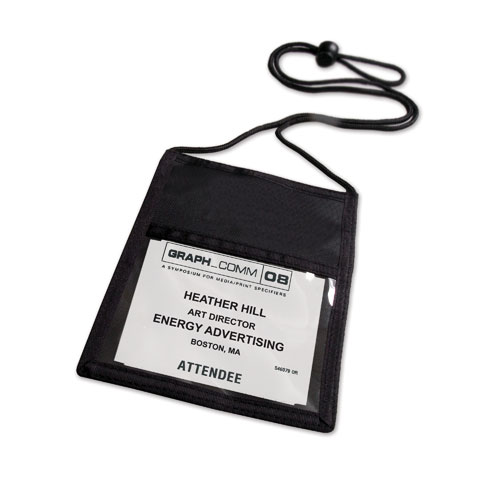 GRAPH_COMM 08
A SYMPOSIUM FOR MEDIA/PRINT SPECIFIERS
HEATHER HILL
ART DIRECTOR
ENERGY ADVERTISING
BOSTON, MA
ATTENDEE